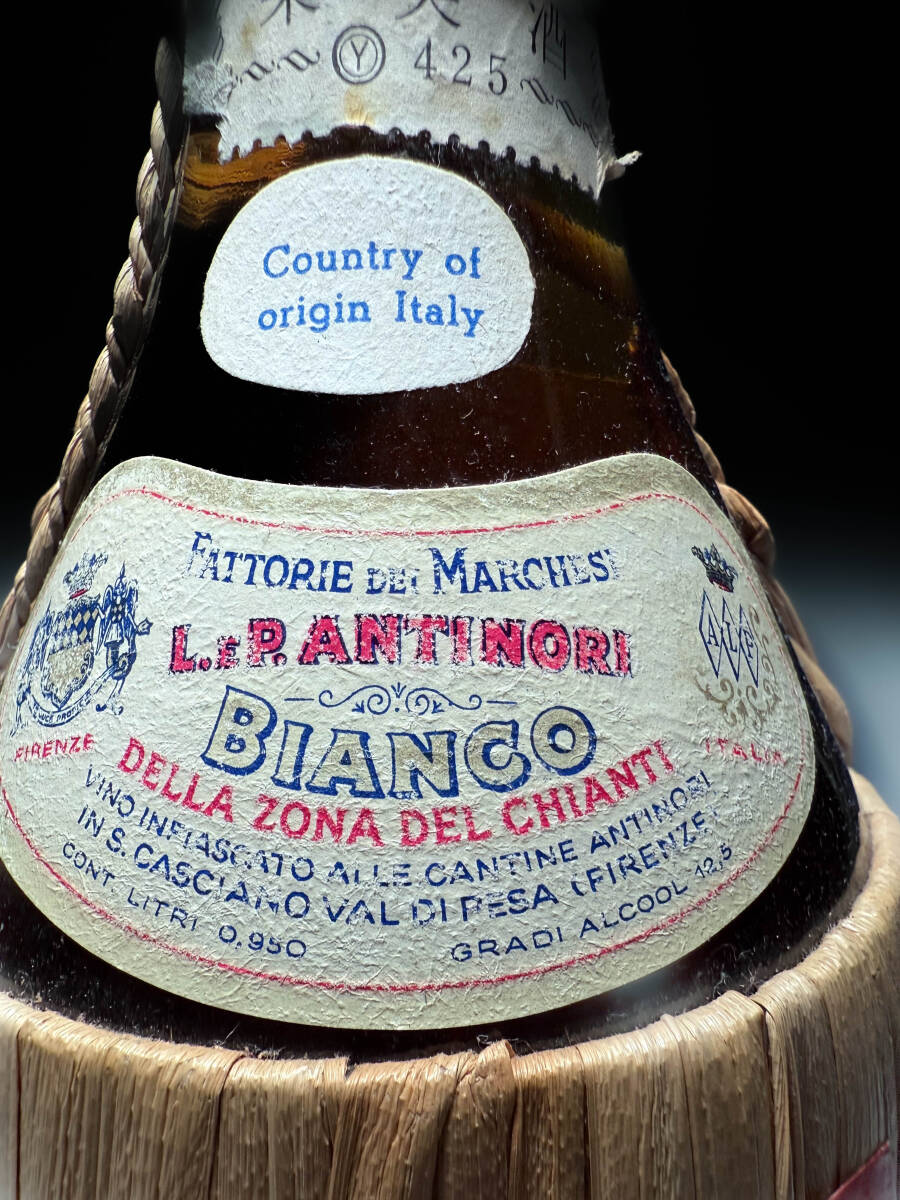 酒
Ⓨ 425
Country of
origin Italy
FATTORIE DEI MARCHESI
L. E P. ANTINORI
BIANCO
FIRENZE
ITALIA
DELLA ZONA DEL CHIANTI
VINO INFIASCATO ALLE CANTINE ANTINORI
IN S. CASCIANO VAL DI PESA (FIRENZE)
CONT. LITRI 0.950
GRADI ALCOOL 12,5